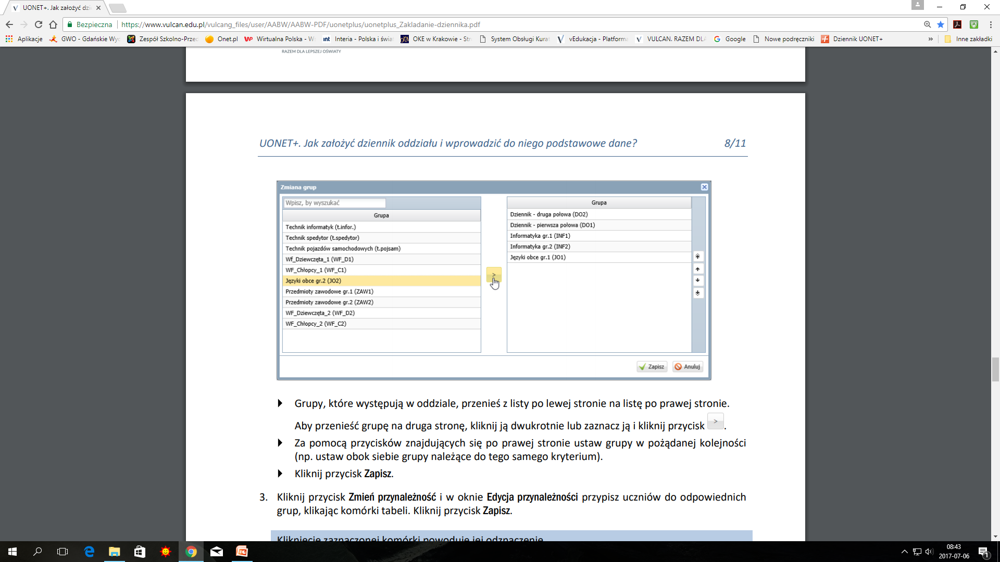 UONET+. Jak założyć dzi
Bezpieczna
https://www.vulcan.edu.pl/vulcang_files/user/AABW/AABW-PDF/uonetplus/uonetplus_Zakladanie-dziennika.pdf
Aplikacje
GWO - Gdańskie Wyd
Zespół Szkolno-Przed
Onet.pl
Wirtualna Polska - W
Interia - Polska i świa
OKE w Krakowie - Str
System Obsługi Kurat
vEdukacja - Platforma
VULCAN. RAZEM DLA
Google
Nowe podręczniki
Dziennik UONET+
»
Inne zakładki
RAZEM DLA LEPSZEJ OŚWIATY
UONET+. Jak założyć dziennik oddziału i wprowadzić do niego podstawowe dane? 8/11
Zmiana grup
Wpisz, by wyszukać
Grupa
Technik informatyk (t.infor.)
Technik spedytor (t.spedytor)
Technik pojazdów samochodowych (t.pojsam)
Wf_Dziewczęta_1 (WF_D1)
WF_Chłopcy_1 (WF_C1)
Języki obce gr.2 (JO2)
Przedmioty zawodowe gr.1 (ZAW1)
Przedmioty zawodowe gr.2 (ZAW2)
WF_Dziewczęta_2 (WF_D2)
WF_Chłopcy_2 (WF_C2)
>
Grupa
Dziennik - druga połowa (DO2)
Dziennik - pierwsza połowa (DO1)
Informatyka gr.1 (INF1)
Informatyka gr.2 (INF2)
Języki obce gr.1 (JO1)
Zapisz
Anuluj
Grupy, które występują w oddziale, przenieś z listy po lewej stronie na listę po prawej stronie.
Aby przenieść grupę na druga stronę, kliknij ją dwukrotnie lub zaznacz ją i kliknij przycisk > .
Za pomocą przycisków znajdujących się po prawej stronie ustaw grupy w pożądanej kolejności
(np. ustaw obok siebie grupy należące do tego samego kryterium).
Kliknij przycisk Zapisz.
3. Kliknij przycisk Zmień przynależność i w oknie Edycja przynależności przypisz uczniów do odpowiednich
grup, klikając komórki tabeli. Kliknij przycisk Zapisz.
Kliknięcie zaznaczonej komórki powoduje jej odznaczenie.
08:43
2017-07-06
1